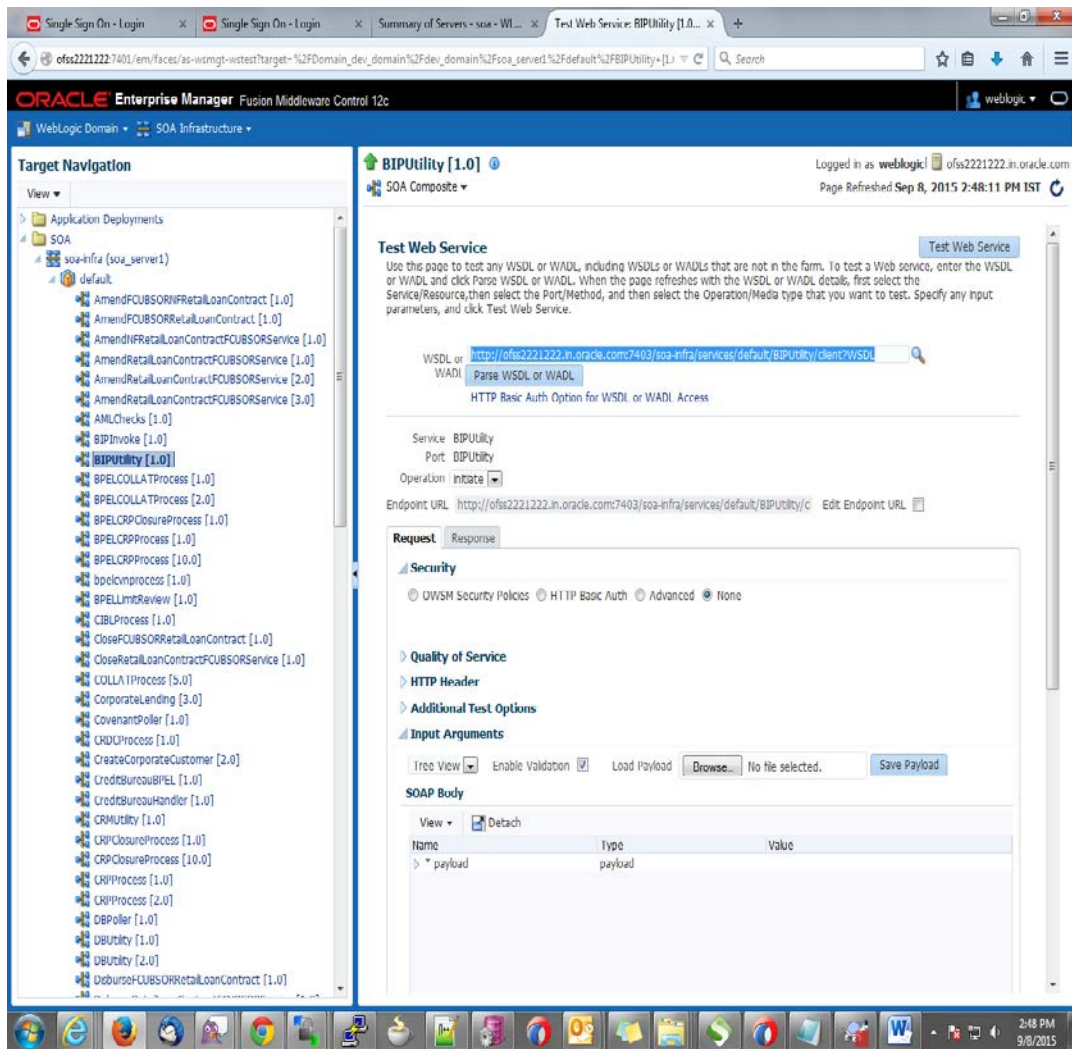 Single Sign On - Login
Single Sign On - Login
Summary of Servers - soa - WL...
Test Web Service: BIPUtility [1.0...
ofss2221222:7401/em/faces/as-wsmgt-wstest?target=%2FDomain_dev_domain%2Fdev_domain%2Fsoa_server1%2Fdefault%2FBIPUtility+[1.
Search
ORACLE Enterprise Manager Fusion Middleware Control 12c
weblogic
WebLogic Domain
SOA Infrastructure
Target Navigation
View
Application Deployments
SOA
soa-infra (soa_server1)
default
AmendFCUBSORNFRetailLoanContract [1.0]
AmendFCUBSORRetailLoanContract [1.0]
AmendNFRetailLoanContractFCUBSORService [1.0]
AmendRetailLoanContractFCUBSORService [1.0]
AmendRetailLoanContractFCUBSORService [2.0]
AmendRetailLoanContractFCUBSORService [3.0]
AMLChecks [1.0]
BIPInvoke [1.0]
BIPUtility [1.0]
BPELCOLLATProcess [1.0]
BPELCOLLATProcess [2.0]
BPELCRPClosureProcess [1.0]
BPELCRPProcess [1.0]
BPELCRPProcess [10.0]
bpelcvnprocess [1.0]
BPELLimitReview [1.0]
CIBLProcess [1.0]
CloseFCUBSORRetailLoanContract [1.0]
CloseRetailLoanContractFCUBSORService [1.0]
COLLATProcess [5.0]
CorporateLending [3.0]
CovenantPoller [1.0]
CRDCProcess [1.0]
CreateCorporateCustomer [2.0]
CreditBureauBPEL [1.0]
CreditBureauHandler [1.0]
CRMUtility [1.0]
CRPClosureProcess [1.0]
CRPClosureProcess [10.0]
CRPProcess [1.0]
CRPProcess [2.0]
DBPoller [1.0]
DBUtility [1.0]
DBUtility [2.0]
DisburseFCUBSORRetailLoanContract [1.0]
BIPUtility [1.0]
SOA Composite
Logged in as weblogic| ofss2221222.in.oracle.com
Page Refreshed Sep 8, 2015 2:48:11 PM IST
Test Web Service
Test Web Service
Use this page to test any WSDL or WADL, including WSDLs or WADLs that are not in the farm. To test a Web service, enter the WSDL
or WADL and click Parse WSDL or WADL. When the page refreshes with the WSDL or WADL details, first select the
Service/Resource,then select the Port/Method, and then select the Operation/Media type that you want to test. Specify any input
parameters, and click Test Web Service.
WSDL or WADL
http://ofss2221222.in.oracle.com:7403/soa-infra/services/default/BIPUtility/client?WSDL
Parse WSDL or WADL
HTTP Basic Auth Option for WSDL or WADL Access
Service BIPUtility
Port BIPUtility
Operation initiate
Endpoint URL http://ofss2221222.in.oracle.com:7403/soa-infra/services/default/BIPUtility/c Edit Endpoint URL
Request Response
Security
OWSM Security Policies HTTP Basic Auth Advanced None
Quality of Service
HTTP Header
Additional Test Options
Input Arguments
Tree View Enable Validation Load Payload Browse... No file selected. Save Payload
SOAP Body
View Detach
Name Type Value
* payload payload
2:48 PM
9/8/2015